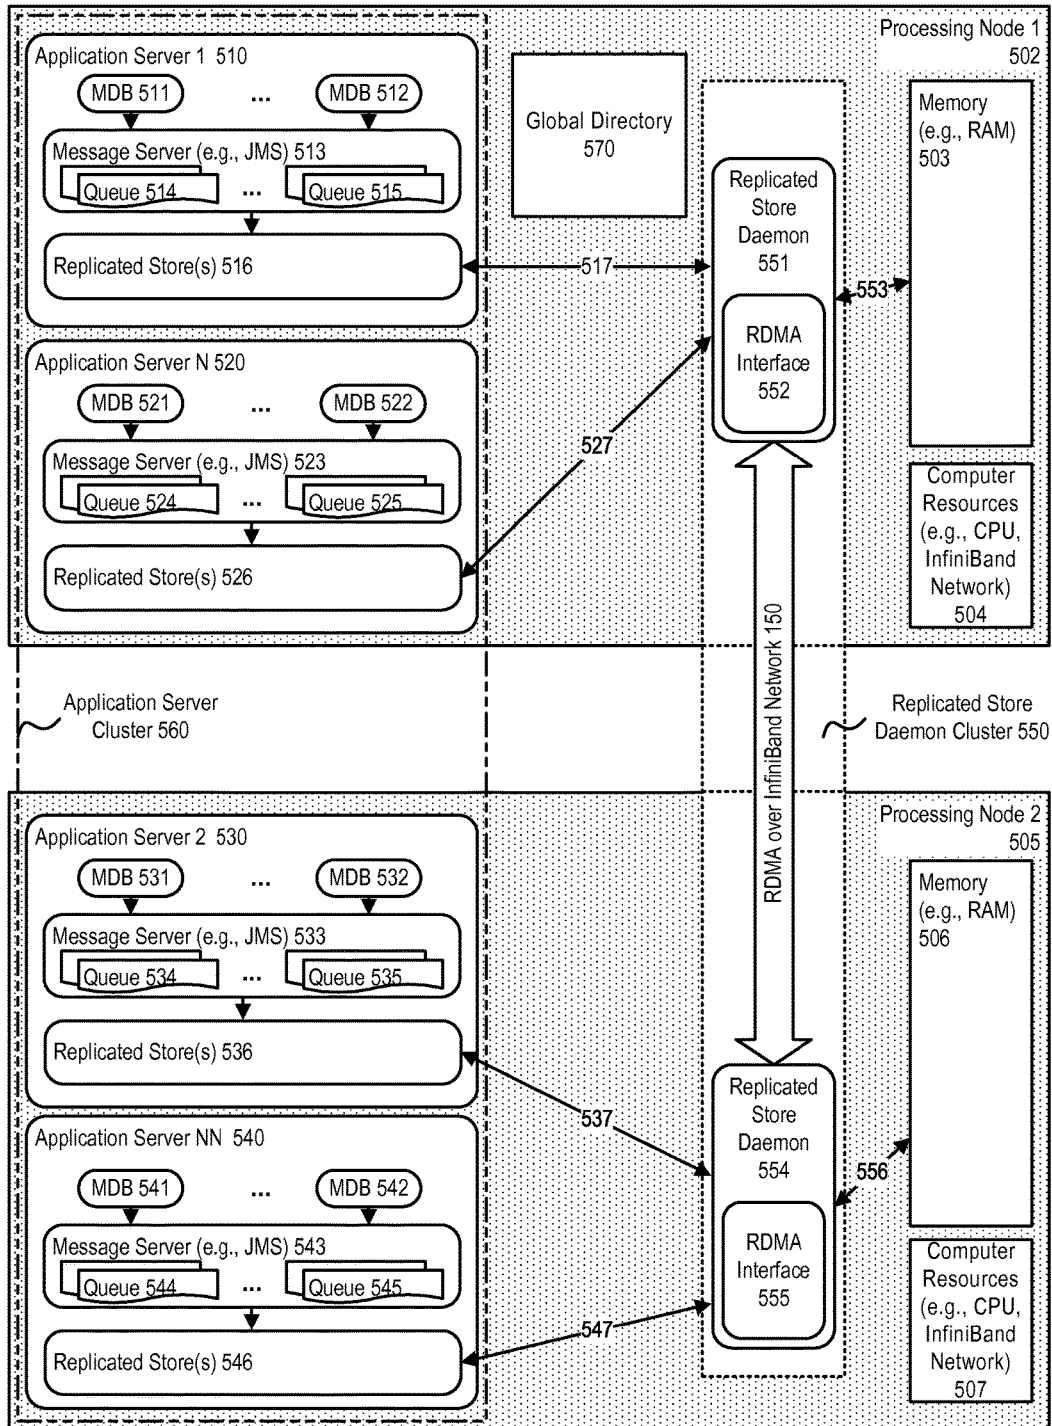 Processing Node 1
502
Application Server 1 510
MDB 511
...
MDB 512
Message Server (e.g., JMS) 513
Queue 514
...
Queue 515
Replicated Store(s) 516
Global Directory
570
517
Replicated
Store
Daemon
551
RDMA
Interface
552
553
Memory
(e.g., RAM)
503
Application Server N 520
MDB 521
...
MDB 522
Message Server (e.g., JMS) 523
Queue 524
...
Queue 525
Replicated Store(s) 526
527
Computer
Resources
(e.g., CPU,
InfiniBand
Network)
504
Application Server
Cluster 560
RDMA over InfiniBand Network 150
Replicated Store
Daemon Cluster 550
Processing Node 2
505
Application Server 2 530
MDB 531
...
MDB 532
Message Server (e.g., JMS) 533
Queue 534
...
Queue 535
Replicated Store(s) 536
537
Memory
(e.g., RAM)
506
Replicated
Store
Daemon
554
RDMA
Interface
555
556
Application Server NN 540
MDB 541
...
MDB 542
Message Server (e.g., JMS) 543
Queue 544
...
Queue 545
Replicated Store(s) 546
547
Computer
Resources
(e.g., CPU,
InfiniBand
Network)
507